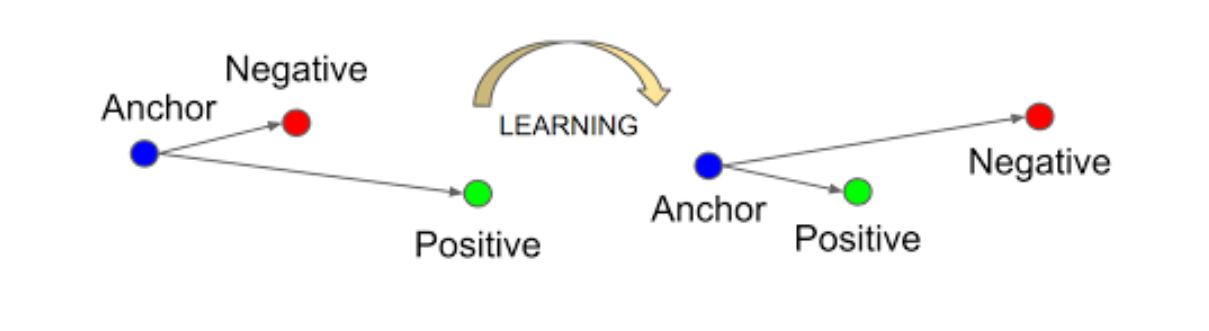 Negative
Anchor
Positive
LEARNING
Anchor
Positive
Negative